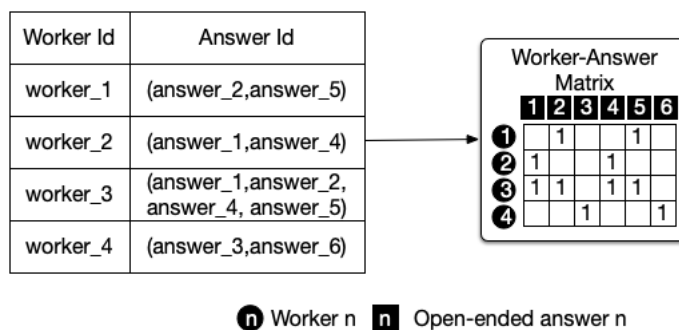 Worker Id Answer Id
worker_1 (answer_2,answer_5)
worker_2 (answer_1,answer_4)
worker_3 (answer_1,answer_2,
answer_4, answer_5)
worker_4 (answer_3,answer_6)
Worker-Answer
Matrix
1 2 3 4 5 6
1 1 1
2 1 1
3 1 1 1 1
4 1 1
n Worker n n Open-ended answer n